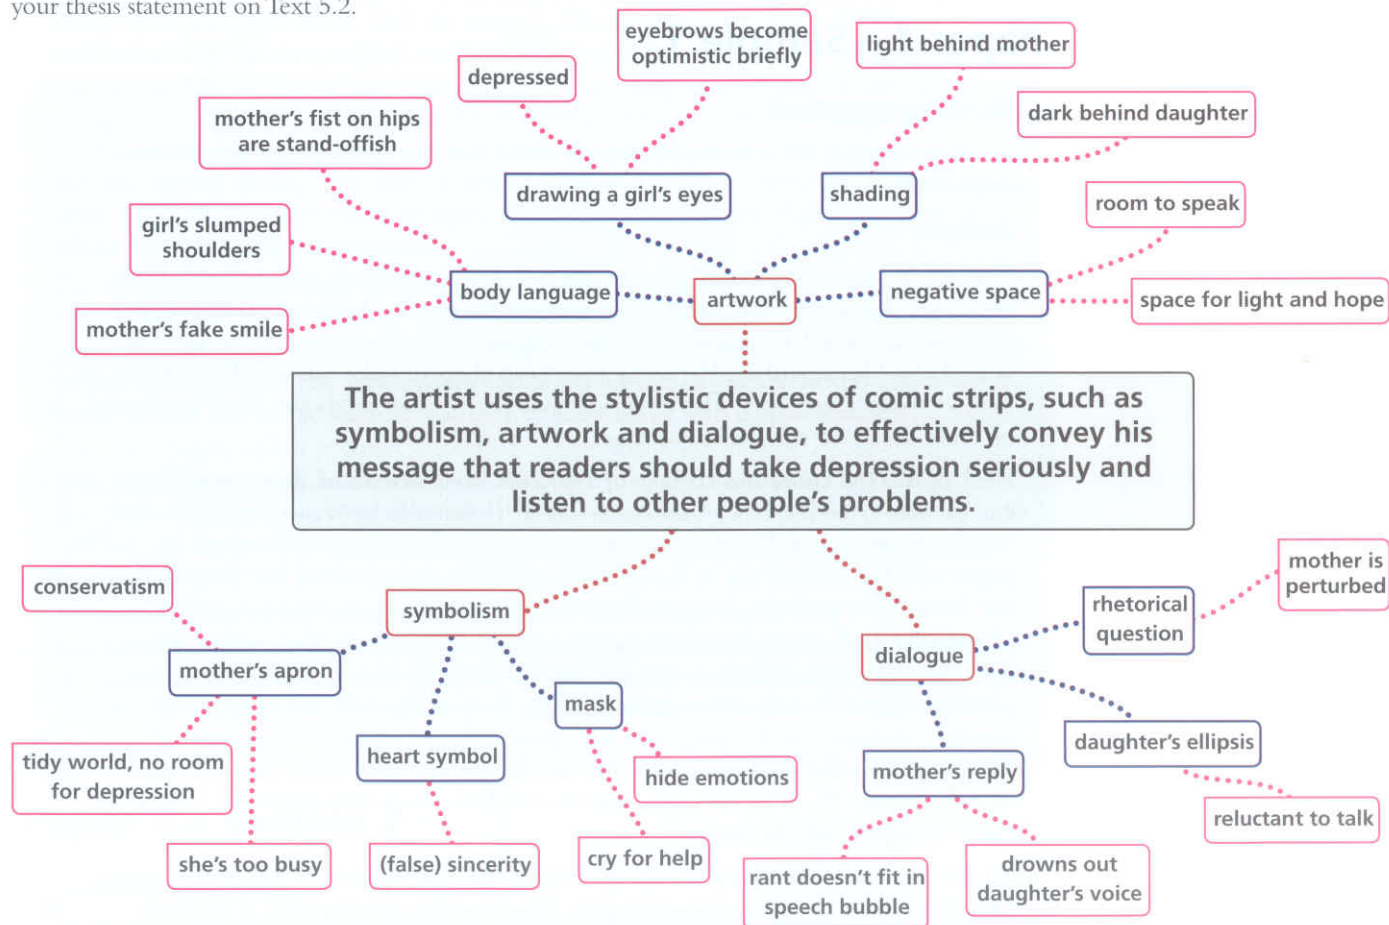 your thesis statement on Text 5.2.
eyebrows become
optimistic briefly
light behind mother
depressed
mother's fist on hips
are stand-offish
dark behind daughter
drawing a girl's eyes
shading
room to speak
girl's slumped
shoulders
body language
artwork
negative space
space for light and hope
mother's fake smile
The artist uses the stylistic devices of comic strips, such as
symbolism, artwork and dialogue, to effectively convey his
message that readers should take depression seriously and
listen to other people's problems.
conservatism
symbolism
rhetorical
question
mother is
perturbed
mother's apron
dialogue
mask
heart symbol
daughter's ellipsis
tidy world, no room
for depression
hide emotions
mother's reply
reluctant to talk
she's too busy
(false) sincerity
cry for help
rant doesn't fit in
speech bubble
drowns out
daughter's voice